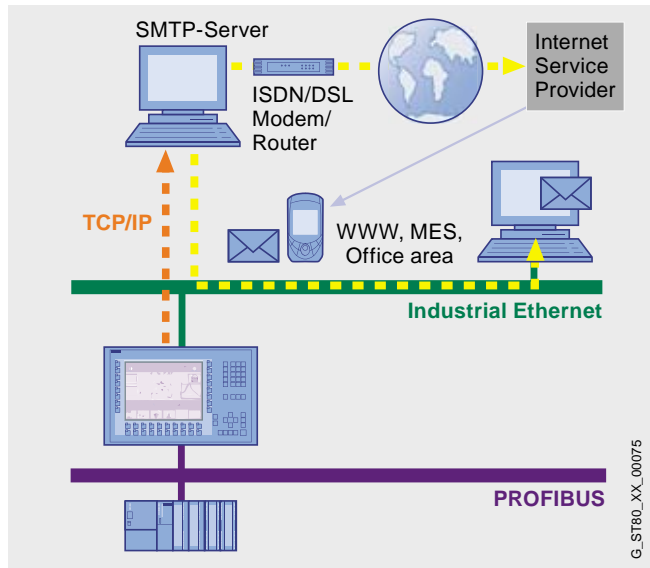 SMTP-Server
ISDN/DSL
Modem/
Router
Internet
Service
Provider
TCP/IP
WWW, MES,
Office area
Industrial Ethernet
PROFIBUS
G_ST80_XX_00075